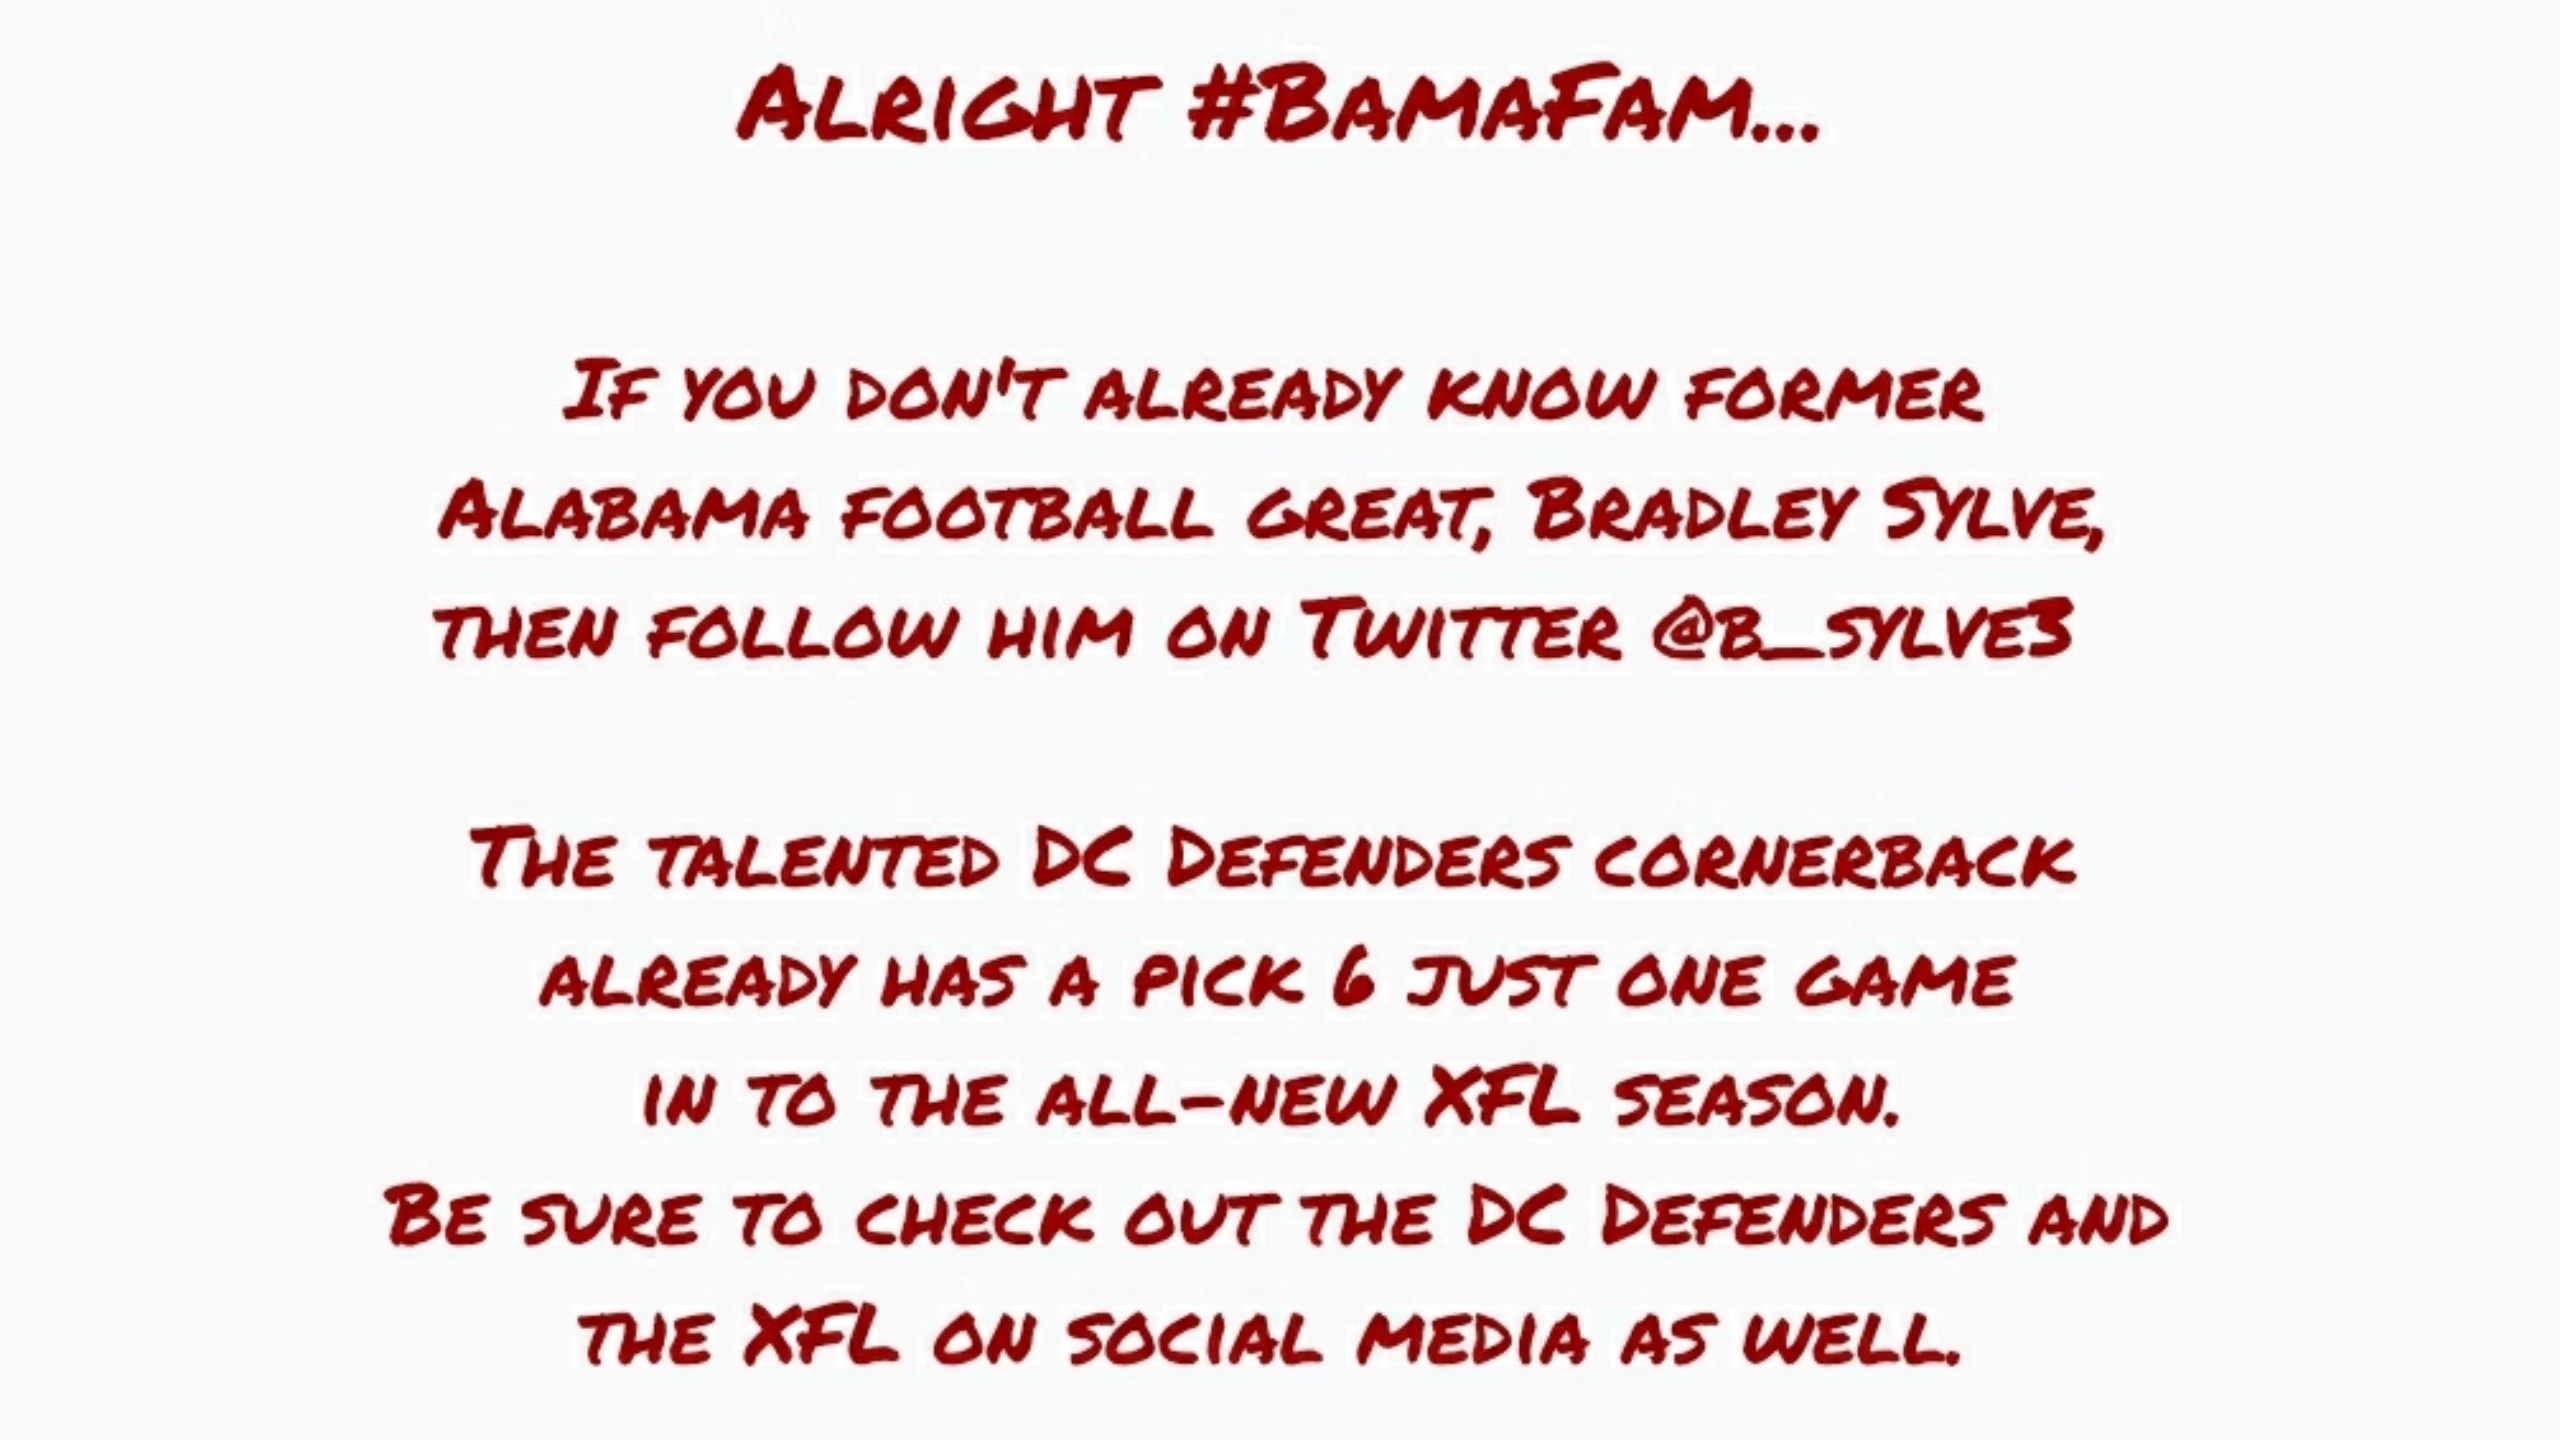 Alright #BamaFam...
If you don't already know former
Alabama football great, Bradley Sylve,
then follow him on Twitter @b_sylve3
The talented DC Defenders cornerback
already has a pick 6 just one game
in to the all-new XFL season.
Be sure to check out the DC Defenders and
the XFL on social media as well.